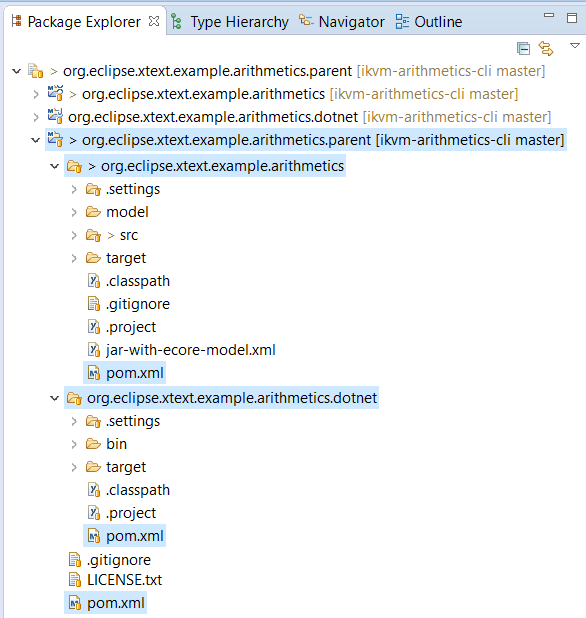 Package Explorer Type Hierarchy Navigator Outline
> org.eclipse.xtext.example.arithmetics.parent [ikvm-arithmetics-cli master]
> org.eclipse.xtext.example.arithmetics [ikvm-arithmetics-cli master]
org.eclipse.xtext.example.arithmetics.dotnet [ikvm-arithmetics-cli master]
> org.eclipse.xtext.example.arithmetics.parent [ikvm-arithmetics-cli master]
> org.eclipse.xtext.example.arithmetics
.settings
model
> src
target
.classpath
.gitignore
.project
jar-with-ecore-model.xml
pom.xml
org.eclipse.xtext.example.arithmetics.dotnet
.settings
bin
target
.classpath
.project
pom.xml
.gitignore
LICENSE.txt
pom.xml